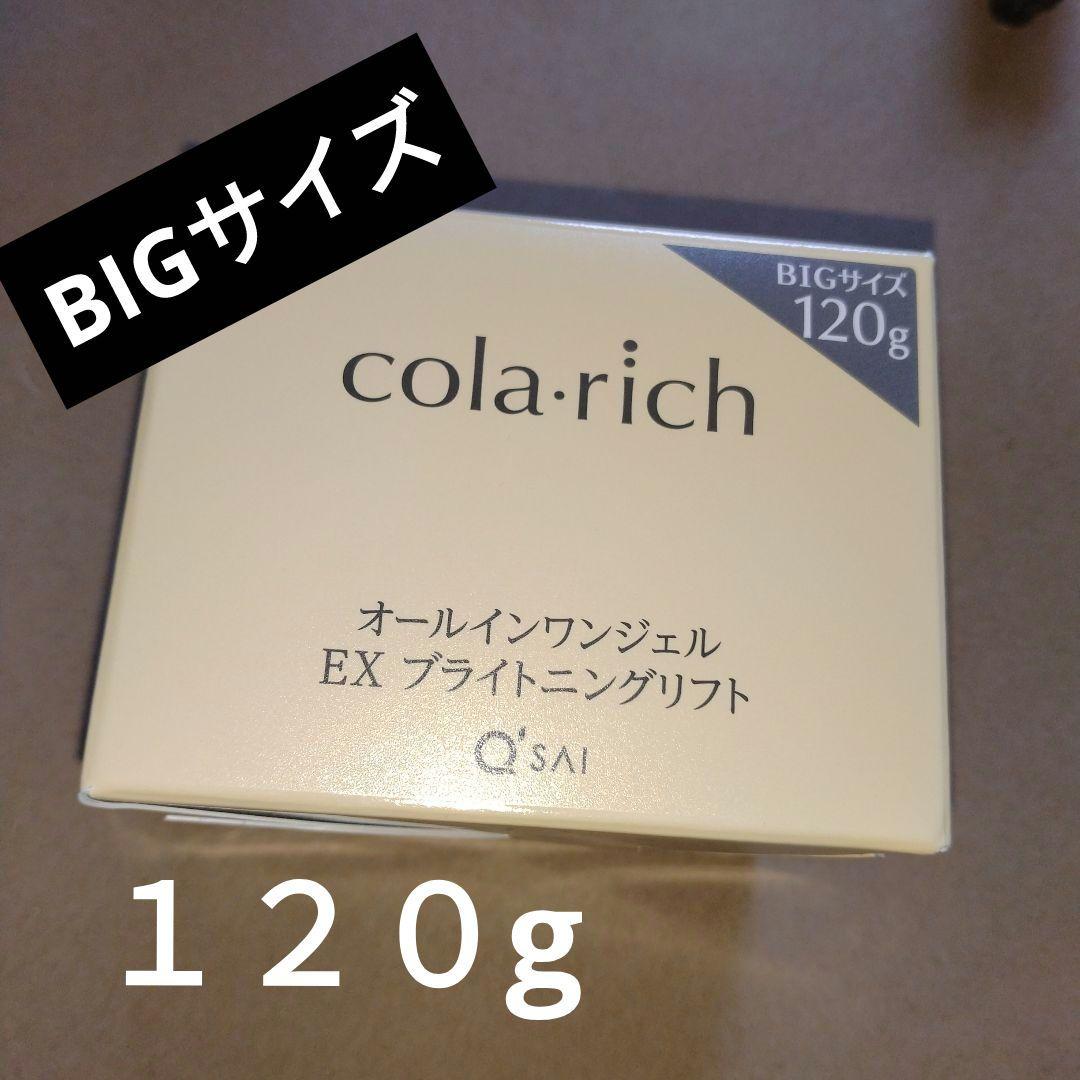 BIGサイズ
BIGサイズ
120g
cola·rich
オールインワンジェル
EX ブライトニングリフト
Q'SAI
１２０g